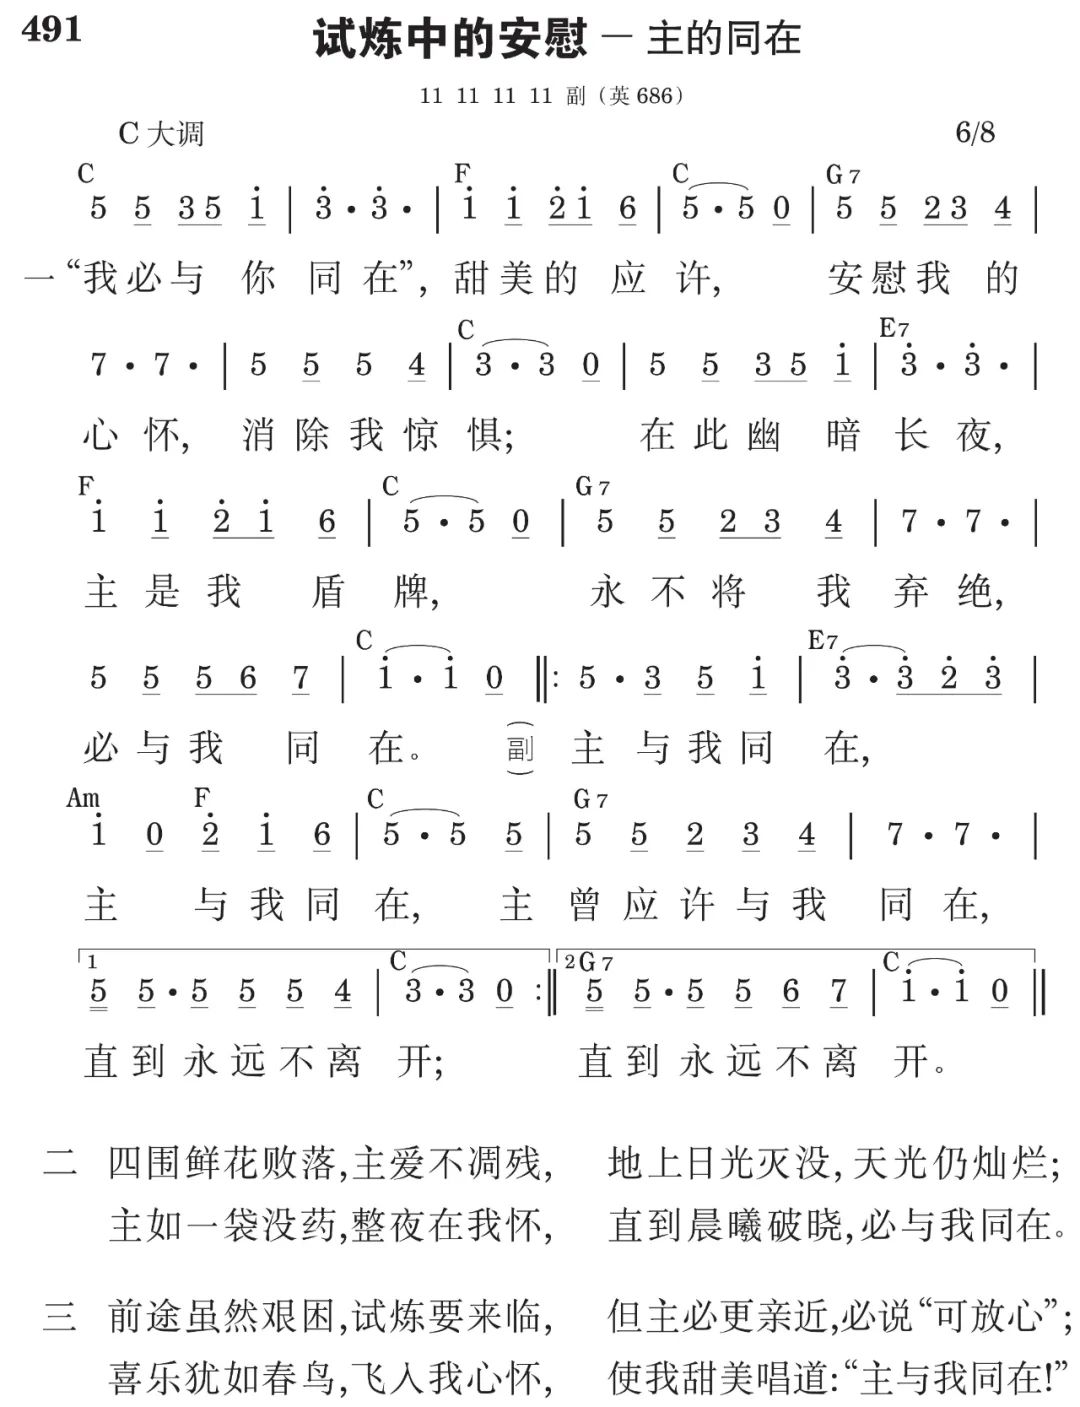 491
试炼中的安慰 — 主的同在
11 11 11 11 副（英 686）
C 大调 6/8
C F C G7
5 5 3 5 i̇ | 3̇ · 3̇ · | i̇ i̇ 2̇ i̇ 6 | 5 · 5 0 | 5 5 2 3 4 |
一 “我必与 你 同 在”, 甜美的 应 许, 安慰我 的
C E7
7 · 7 · | 5 5 5 4 | 3 · 3 0 | 5 5 3 5 i̇ | 3̇ · 3̇ · |
心 怀, 消 除 我 惊 惧; 在 此 幽 暗 长 夜,
F C G7
i̇ i̇ 2̇ i̇ 6 | 5 · 5 0 | 5 5 2 3 4 | 7 · 7 · |
主 是 我 盾 牌, 永 不 将 我 弃 绝,
C E7
5 5 5 6 7 | i̇ · i̇ 0 ‖: 5 · 3 5 i̇ | 3̇ · 3̇ 2̇ 3̇ |
必 与 我 同 在。 (副) 主 与 我 同 在,
Am F C G7
i̇ 0 2̇ i̇ 6 | 5 · 5 5 | 5 5 2 3 4 | 7 · 7 · |
主 与 我 同 在, 主 曾 应 许 与 我 同 在,
1 C 2 G7 C
5 5 · 5 5 5 4 | 3 · 3 0 :‖ 5 5 · 5 5 6 7 | i̇ · i̇ 0 ‖
直 到 永 远 不 离 开; 直 到 永 远 不 离 开。
二 四围鲜花败落,主爱不凋残, 地上日光灭没,天光仍灿烂;
主如一袋没药,整夜在我怀, 直到晨曦破晓,必与我同在。
三 前途虽然艰困,试炼要来临, 但主必更亲近,必说“可放心”;
喜乐犹如春鸟,飞入我心怀, 使我甜美唱道:“主与我同在!”